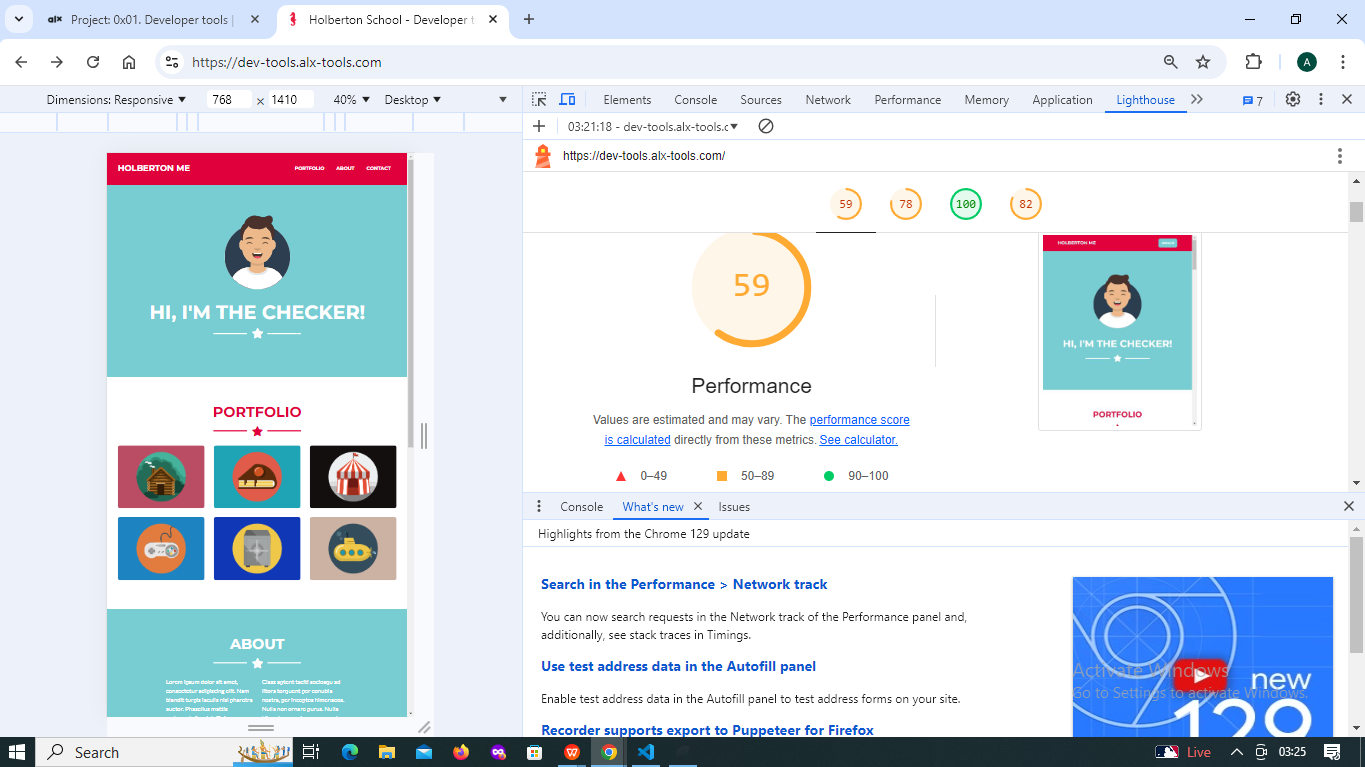 alx Project: 0x01. Developer tools |
Holberton School - Developer t
https://dev-tools.alx-tools.com
A
Dimensions: Responsive
768 × 1410
40%
Desktop
Elements Console Sources Network Performance Memory Application Lighthouse
7
03:21:18 - dev-tools.alx-tools.c
https://dev-tools.alx-tools.com/
59 78 100 82
HOLBERTON ME
PORTFOLIO ABOUT CONTACT
HI, I'M THE CHECKER!
PORTFOLIO
ABOUT
Lorem ipsum dolor sit amet,
consectetur adipiscing elit. Nam
blandit turpis iaculis nisl pharetra
auctor. Phasellus mattis
Class aptent taciti sociosqu ad
litora torquent per conubia
nostra, per inceptos himenaeos.
Nulla non ornare purus. Nulla
59
Performance
Values are estimated and may vary. The performance score
is calculated directly from these metrics. See calculator.
0–49 50–89 90–100
HOLBERTON ME
HI, I'M THE CHECKER!
PORTFOLIO
Console What's new Issues
Highlights from the Chrome 129 update
Search in the Performance > Network track
You can now search requests in the Network track of the Performance panel and,
additionally, see stack traces in Timings.
Use test address data in the Autofill panel
Enable test address data in the Autofill panel to test address forms on your site.
Recorder supports export to Puppeteer for Firefox
new
129
Activate Windows
Go to Settings to activate Windows.
Search
Live
03:25